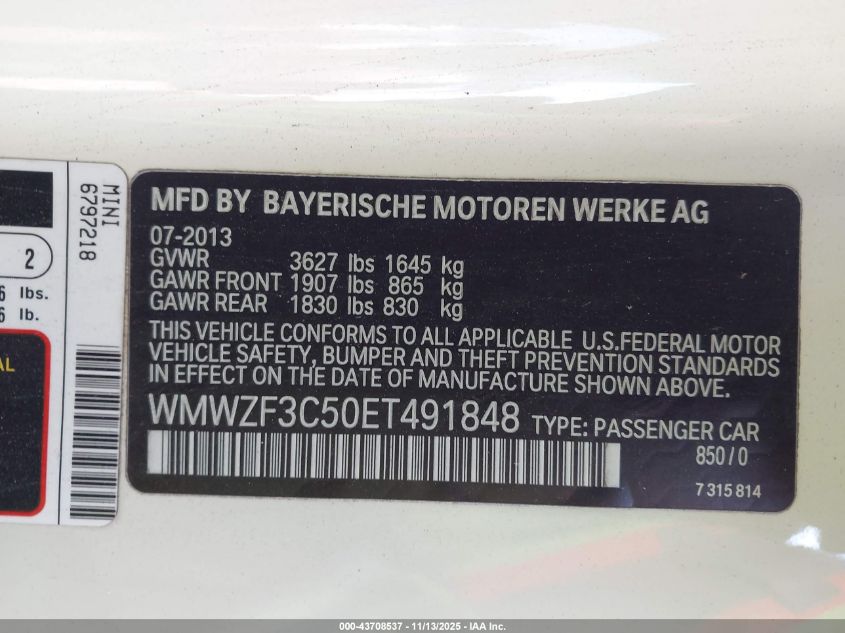 MINI
6797218
2
6 lbs.
6 lb.
AL
MFD BY BAYERISCHE MOTOREN WERKE AG
07-2013
GVWR 3627 lbs 1645 kg
GAWR FRONT 1907 lbs 865 kg
GAWR REAR 1830 lbs 830 kg
THIS VEHICLE CONFORMS TO ALL APPLICABLE U.S.FEDERAL MOTOR
VEHICLE SAFETY, BUMPER AND THEFT PREVENTION STANDARDS
IN EFFECT ON THE DATE OF MANUFACTURE SHOWN ABOVE.
WMWZF3C50ET491848 TYPE: PASSENGER CAR
850/0
7 315 814
000-43708537 - 11/13/2025 - IAA Inc.